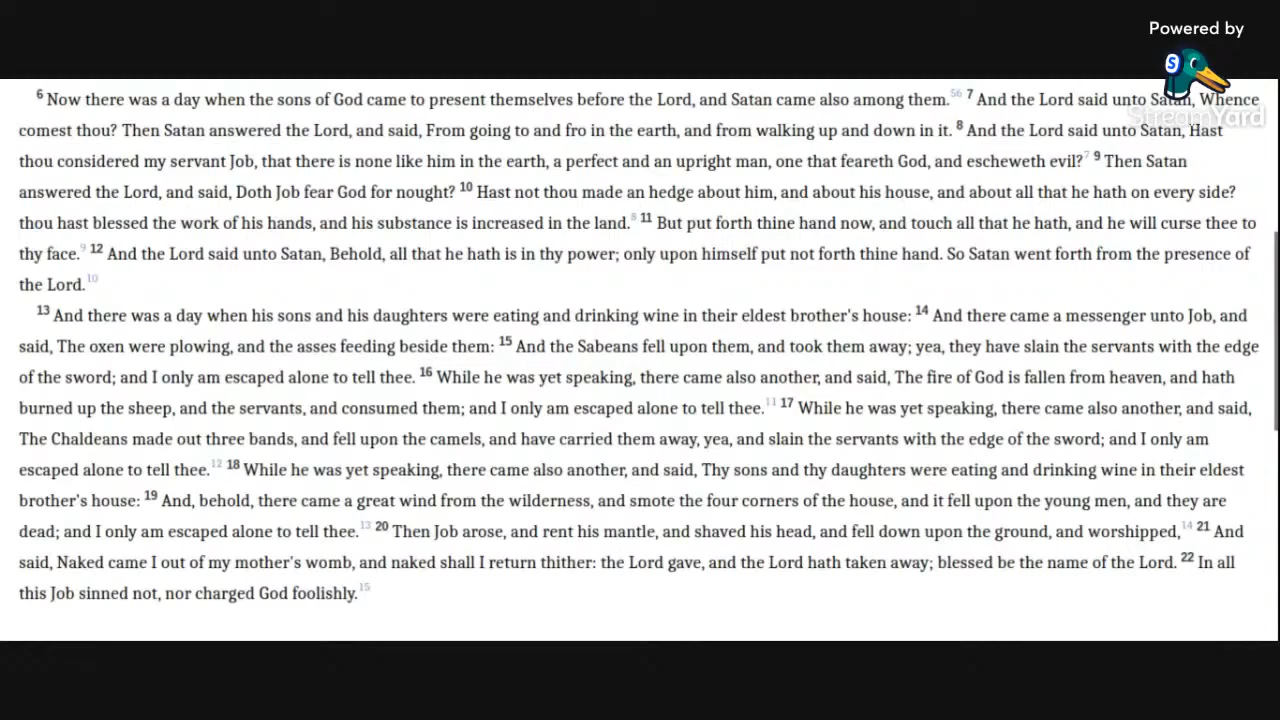 Powered by
StreamYard
6 Now there was a day when the sons of God came to present themselves before the Lord, and Satan came also among them.56 7 And the Lord said unto Satan, Whence
comest thou? Then Satan answered the Lord, and said, From going to and fro in the earth, and from walking up and down in it. 8 And the Lord said unto Satan, Hast
thou considered my servant Job, that there is none like him in the earth, a perfect and an upright man, one that feareth God, and escheweth evil?7 9 Then Satan
answered the Lord, and said, Doth Job fear God for nought? 10 Hast not thou made an hedge about him, and about his house, and about all that he hath on every side?
thou hast blessed the work of his hands, and his substance is increased in the land.8 11 But put forth thine hand now, and touch all that he hath, and he will curse thee to
thy face.9 12 And the Lord said unto Satan, Behold, all that he hath is in thy power; only upon himself put not forth thine hand. So Satan went forth from the presence of
the Lord.10
13 And there was a day when his sons and his daughters were eating and drinking wine in their eldest brother's house: 14 And there came a messenger unto Job, and
said, The oxen were plowing, and the asses feeding beside them: 15 And the Sabeans fell upon them, and took them away; yea, they have slain the servants with the edge
of the sword; and I only am escaped alone to tell thee. 16 While he was yet speaking, there came also another, and said, The fire of God is fallen from heaven, and hath
burned up the sheep, and the servants, and consumed them; and I only am escaped alone to tell thee.11 17 While he was yet speaking, there came also another, and said,
The Chaldeans made out three bands, and fell upon the camels, and have carried them away, yea, and slain the servants with the edge of the sword; and I only am
escaped alone to tell thee.12 18 While he was yet speaking, there came also another, and said, Thy sons and thy daughters were eating and drinking wine in their eldest
brother's house: 19 And, behold, there came a great wind from the wilderness, and smote the four corners of the house, and it fell upon the young men, and they are
dead; and I only am escaped alone to tell thee.13 20 Then Job arose, and rent his mantle, and shaved his head, and fell down upon the ground, and worshipped,14 21 And
said, Naked came I out of my mother's womb, and naked shall I return thither: the Lord gave, and the Lord hath taken away; blessed be the name of the Lord. 22 In all
this Job sinned not, nor charged God foolishly.15